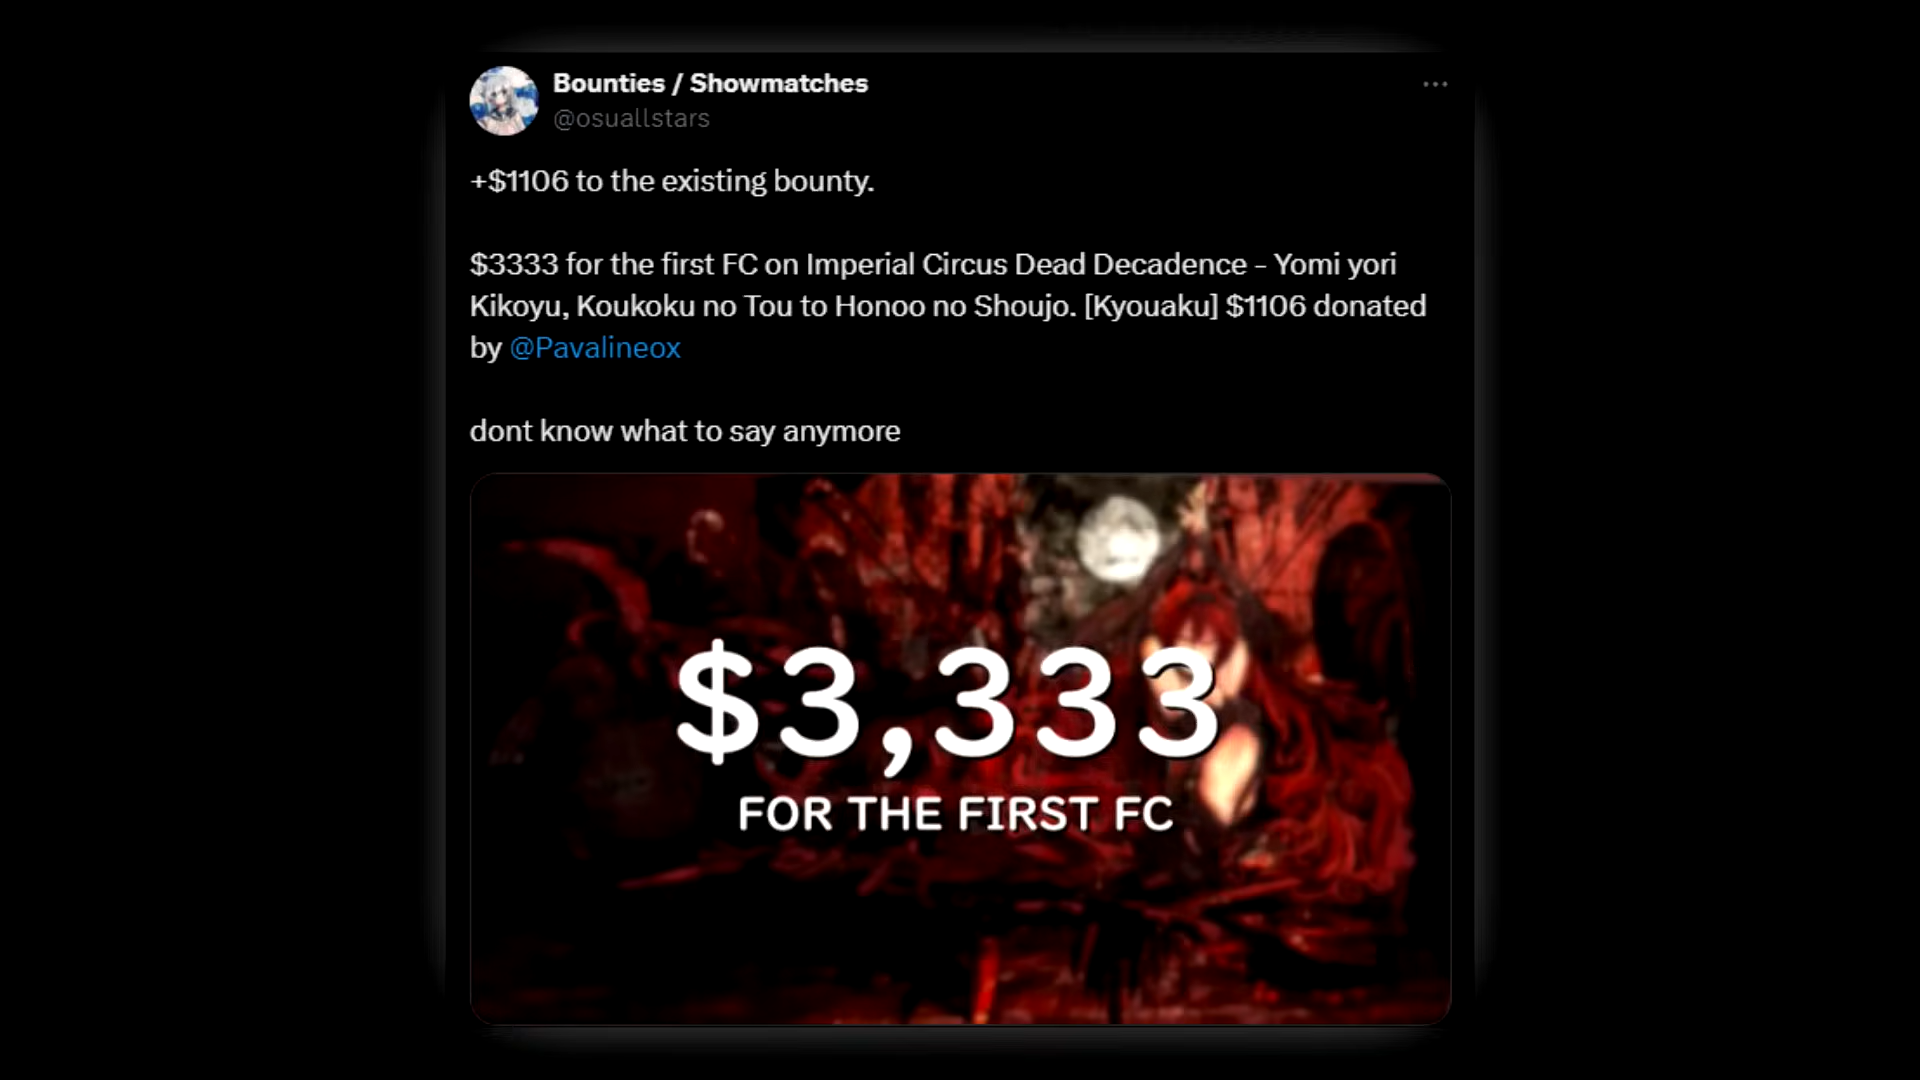 Bounties / Showmatches
@osuallstars
+$1106 to the existing bounty.
$3333 for the first FC on Imperial Circus Dead Decadence - Yomi yori
Kikoyu, Koukoku no Tou to Honoo no Shoujo. [Kyouaku] $1106 donated
by @Pavalineox
dont know what to say anymore
$3,333
FOR THE FIRST FC